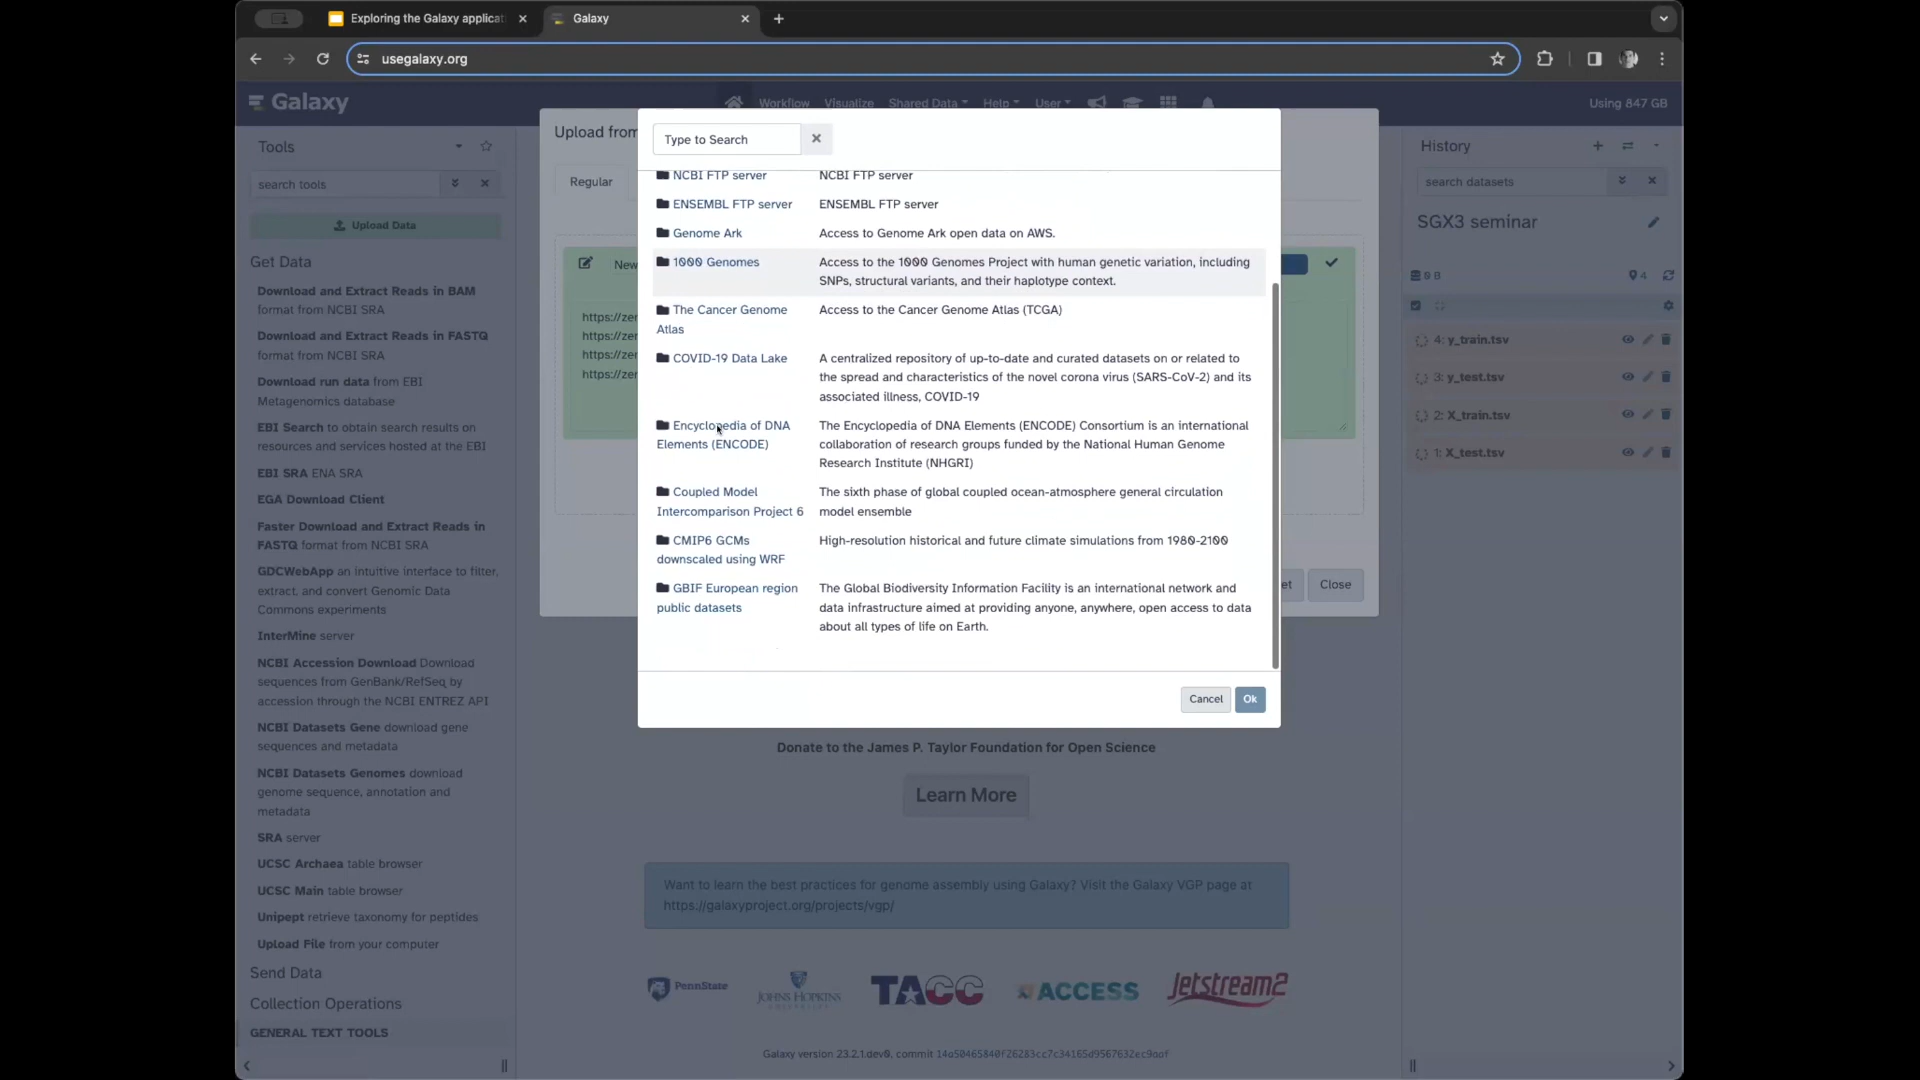 Exploring the Galaxy applicat
Galaxy
usegalaxy.org
Galaxy
Workflow
Visualize
Shared Data
Help
User
Using 847 GB
Tools
search tools
Upload Data
Get Data
Download and Extract Reads in BAM
format from NCBI SRA
Download and Extract Reads in FASTQ
format from NCBI SRA
Download run data from EBI
Metagenomics database
EBI Search to obtain search results on
resources and services hosted at the EBI
EBI SRA ENA SRA
EGA Download Client
Faster Download and Extract Reads in
FASTQ format from NCBI SRA
GDCWebApp an intuitive interface to filter,
extract, and convert Genomic Data
Commons experiments
InterMine server
NCBI Accession Download Download
sequences from GenBank/RefSeq by
accession through the NCBI ENTREZ API
NCBI Datasets Gene download gene
sequences and metadata
NCBI Datasets Genomes download
genome sequence, annotation and
metadata
SRA server
UCSC Archaea table browser
UCSC Main table browser
Unipept retrieve taxonomy for peptides
Upload File from your computer
Send Data
Collection Operations
GENERAL TEXT TOOLS
Upload from
Regular
New
https://zen
https://zen
https://zen
https://zen
Close
Type to Search
NCBI FTP server NCBI FTP server
ENSEMBL FTP server ENSEMBL FTP server
Genome Ark Access to Genome Ark open data on AWS.
1000 Genomes Access to the 1000 Genomes Project with human genetic variation, including
SNPs, structural variants, and their haplotype context.
The Cancer Genome Access to the Cancer Genome Atlas (TCGA)
Atlas
COVID-19 Data Lake A centralized repository of up-to-date and curated datasets on or related to
the spread and characteristics of the novel corona virus (SARS-CoV-2) and its
associated illness, COVID-19
Encyclopedia of DNA The Encyclopedia of DNA Elements (ENCODE) Consortium is an international
Elements (ENCODE) collaboration of research groups funded by the National Human Genome
Research Institute (NHGRI)
Coupled Model The sixth phase of global coupled ocean-atmosphere general circulation
Intercomparison Project 6 model ensemble
CMIP6 GCMs High-resolution historical and future climate simulations from 1980-2100
downscaled using WRF
GBIF European region The Global Biodiversity Information Facility is an international network and
public datasets data infrastructure aimed at providing anyone, anywhere, open access to data
about all types of life on Earth.
Cancel
Ok
Donate to the James P. Taylor Foundation for Open Science
Learn More
Want to learn the best practices for genome assembly using Galaxy? Visit the Galaxy VGP page at
https://galaxyproject.org/projects/vgp/
PennState
JOHNS HOPKINS
TACC
ACCESS
Jetstream2
Galaxy version 23.2.1.dev0, commit
History
search datasets
SGX3 seminar
4
4: y_train.tsv
3: y_test.tsv
2: X_train.tsv
1: X_test.tsv